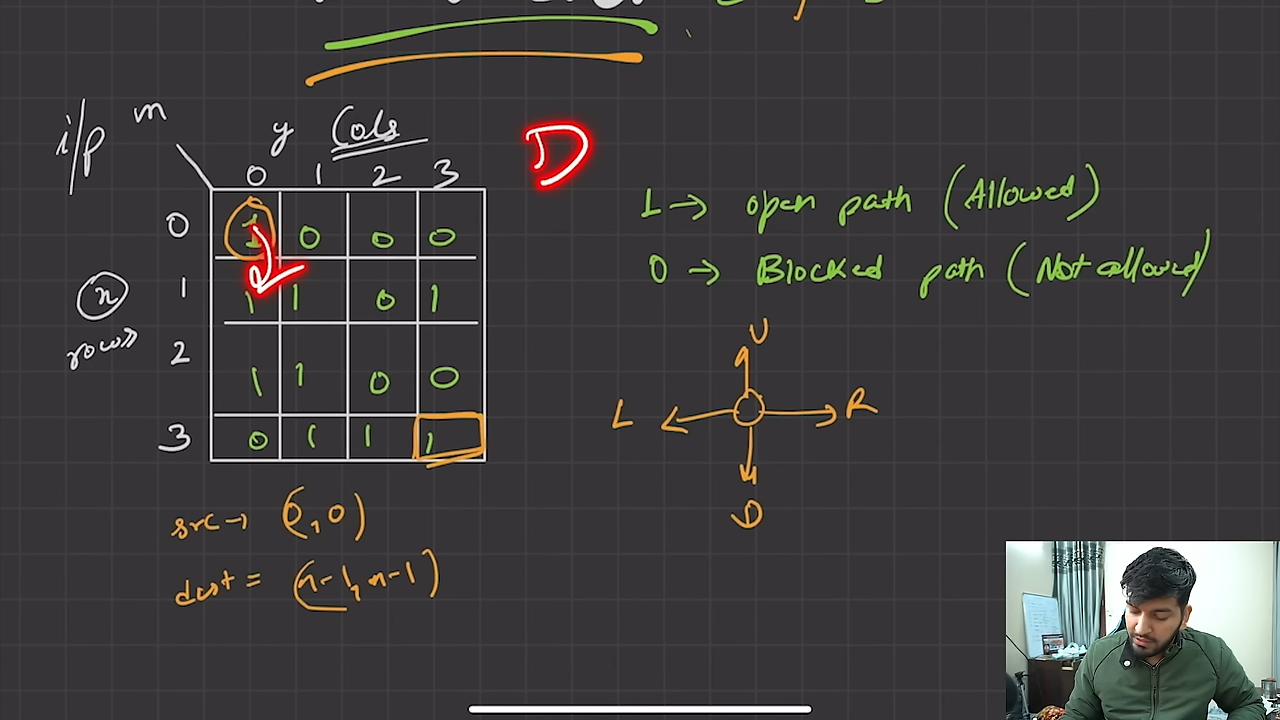 i/p m y Cols D
0 1 2 3
0 1 0 0 0
1 1 1 0 1
2 1 1 0 0
3 0 1 1 1
n
rows
1 → open path (Allowed)
0 → Blocked path (Not allowed)
U
L R
D
src → (0,0)
dest = (n-1, n-1)